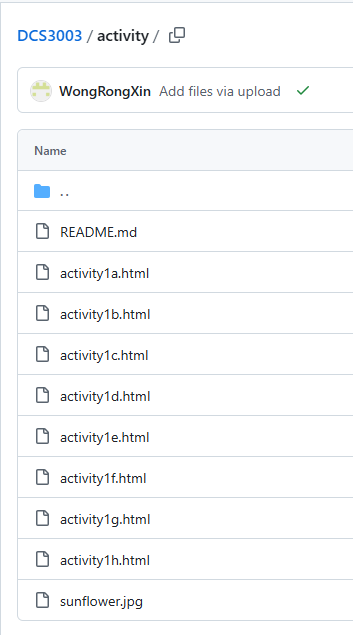 DCS3003 / activity /
WongRongXin Add files via upload
Name
..
README.md
activity1a.html
activity1b.html
activity1c.html
activity1d.html
activity1e.html
activity1f.html
activity1g.html
activity1h.html
sunflower.jpg